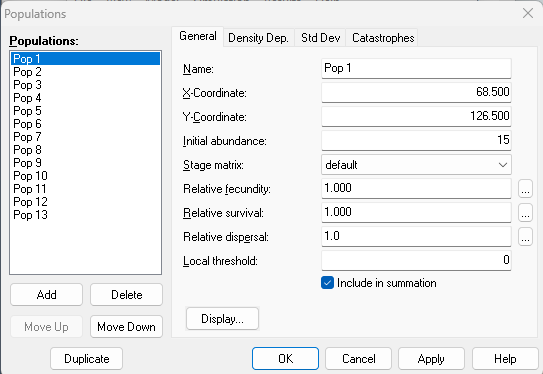 Populations
Populations:
Pop 1
Pop 2
Pop 3
Pop 4
Pop 5
Pop 6
Pop 7
Pop 8
Pop 9
Pop 10
Pop 11
Pop 12
Pop 13
Add Delete
Move Up Move Down
General Density Dep. Std Dev Catastrophes
Name: Pop 1
X-Coordinate: 68.500
Y-Coordinate: 126.500
Initial abundance: 15
Stage matrix: default
Relative fecundity: 1.000 ...
Relative survival: 1.000 ...
Relative dispersal: 1.0 ...
Local threshold: 0
Include in summation
Display...
Duplicate OK Cancel Apply Help